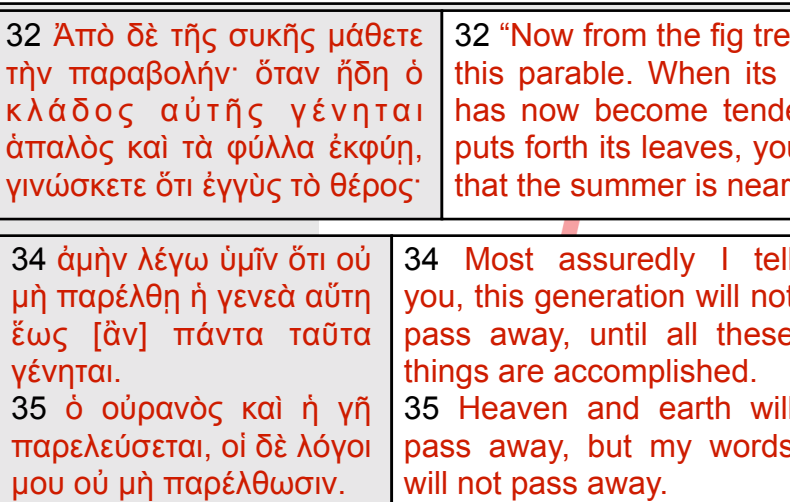 32 Ἀπὸ δὲ τῆς συκῆς μάθετε
τὴν παραβολήν· ὅταν ἤδη ὁ
κλάδος αὐτῆς γένηται
ἁπαλὸς καὶ τὰ φύλλα ἐκφύῃ,
γινώσκετε ὅτι ἐγγὺς τὸ θέρος·
32 “Now from the fig
this parable. When its
has now become
puts forth its leaves,
that the summer is near
34 ἀμὴν λέγω ὑμῖν ὅτι οὐ
μὴ παρέλθῃ ἡ γενεὰ αὕτη
ἕως [ἂν] πάντα ταῦτα
γένηται.
35 ὁ οὐρανὸς καὶ ἡ γῆ
παρελεύσεται, οἱ δὲ λόγοι
μου οὐ μὴ παρέλθωσιν.
34 Most assuredly I tell
you, this generation will not
pass away, until all these
things are accomplished.
35 Heaven and earth will
pass away, but my words
will not pass away.